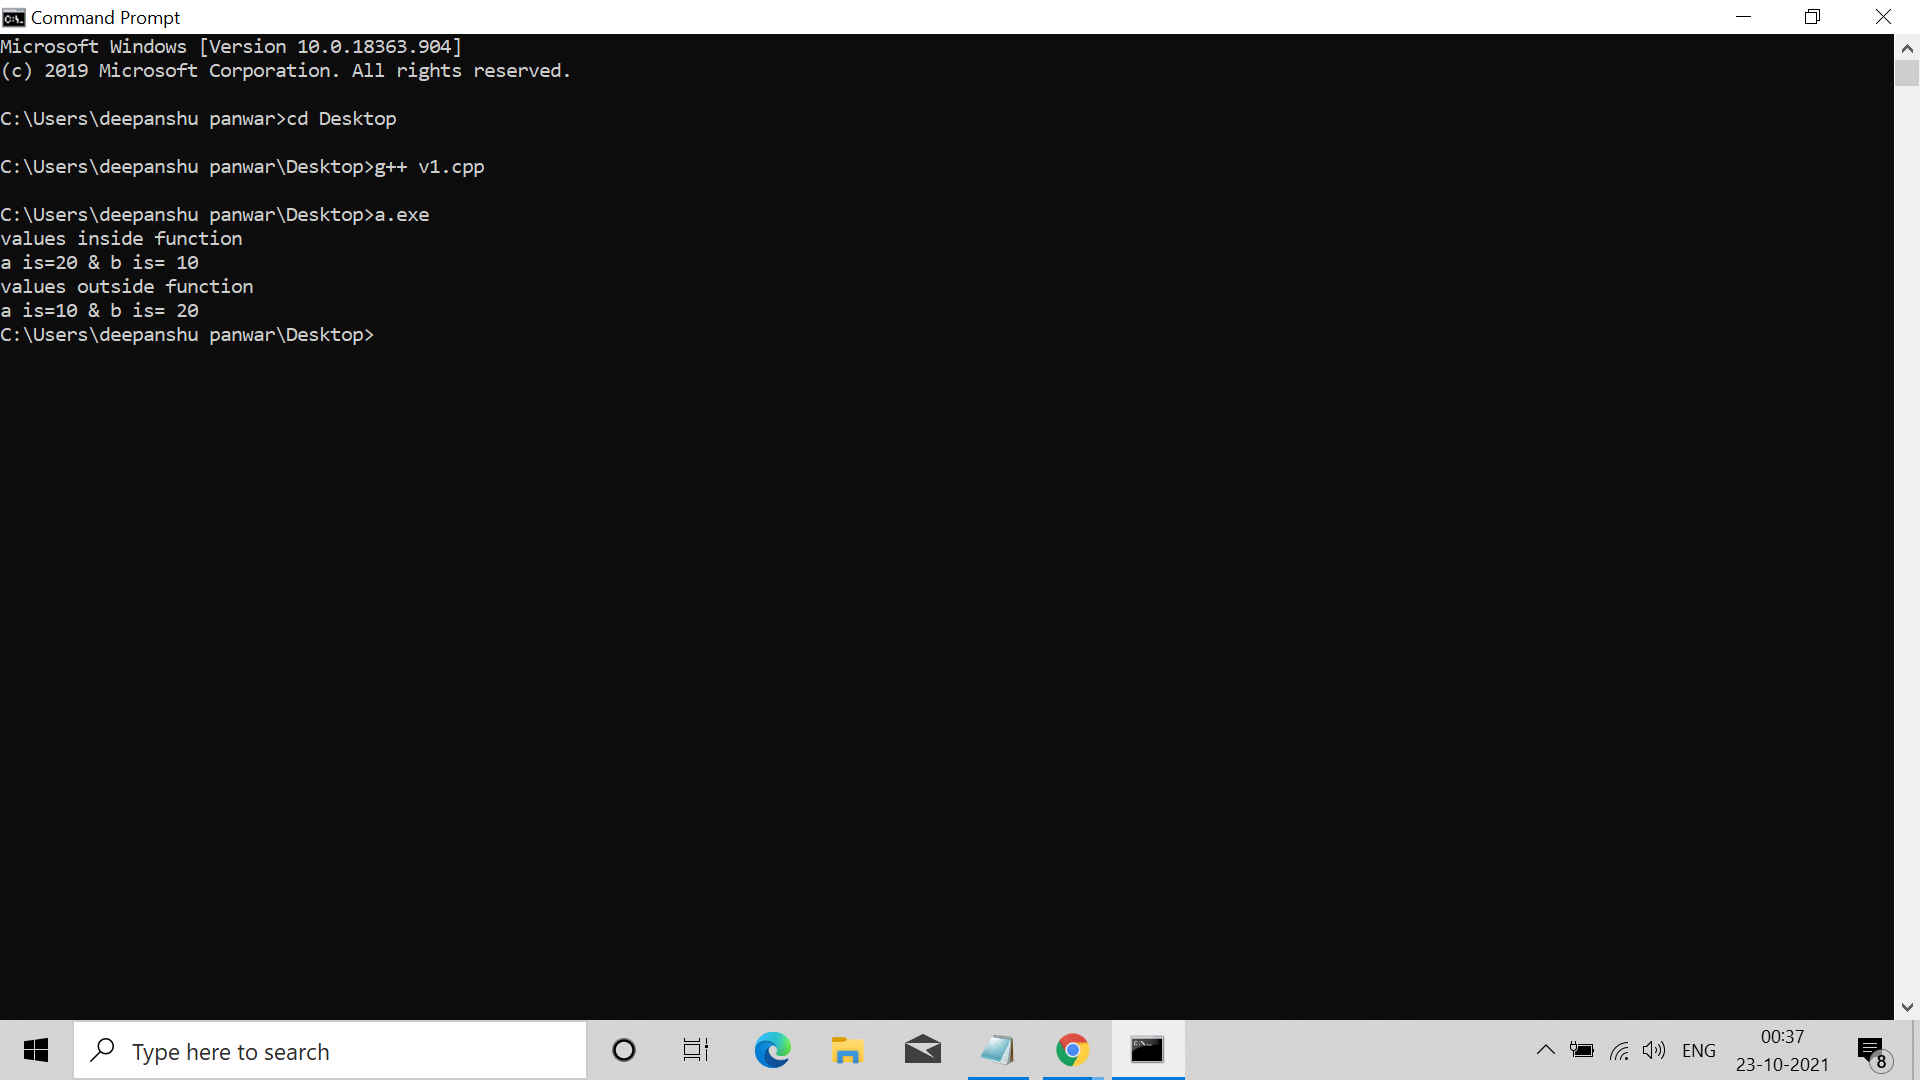 Command Prompt
Microsoft Windows [Version 10.0.18363.904]
(c) 2019 Microsoft Corporation. All rights reserved.
C:\Users\deepanshu panwar>cd Desktop
C:\Users\deepanshu panwar\Desktop>g++ v1.cpp
C:\Users\deepanshu panwar\Desktop>a.exe
values inside function
a is=20 & b is= 10
values outside function
a is=10 & b is= 20
C:\Users\deepanshu panwar\Desktop>
Type here to search
ENG
00:37
23-10-2021
8